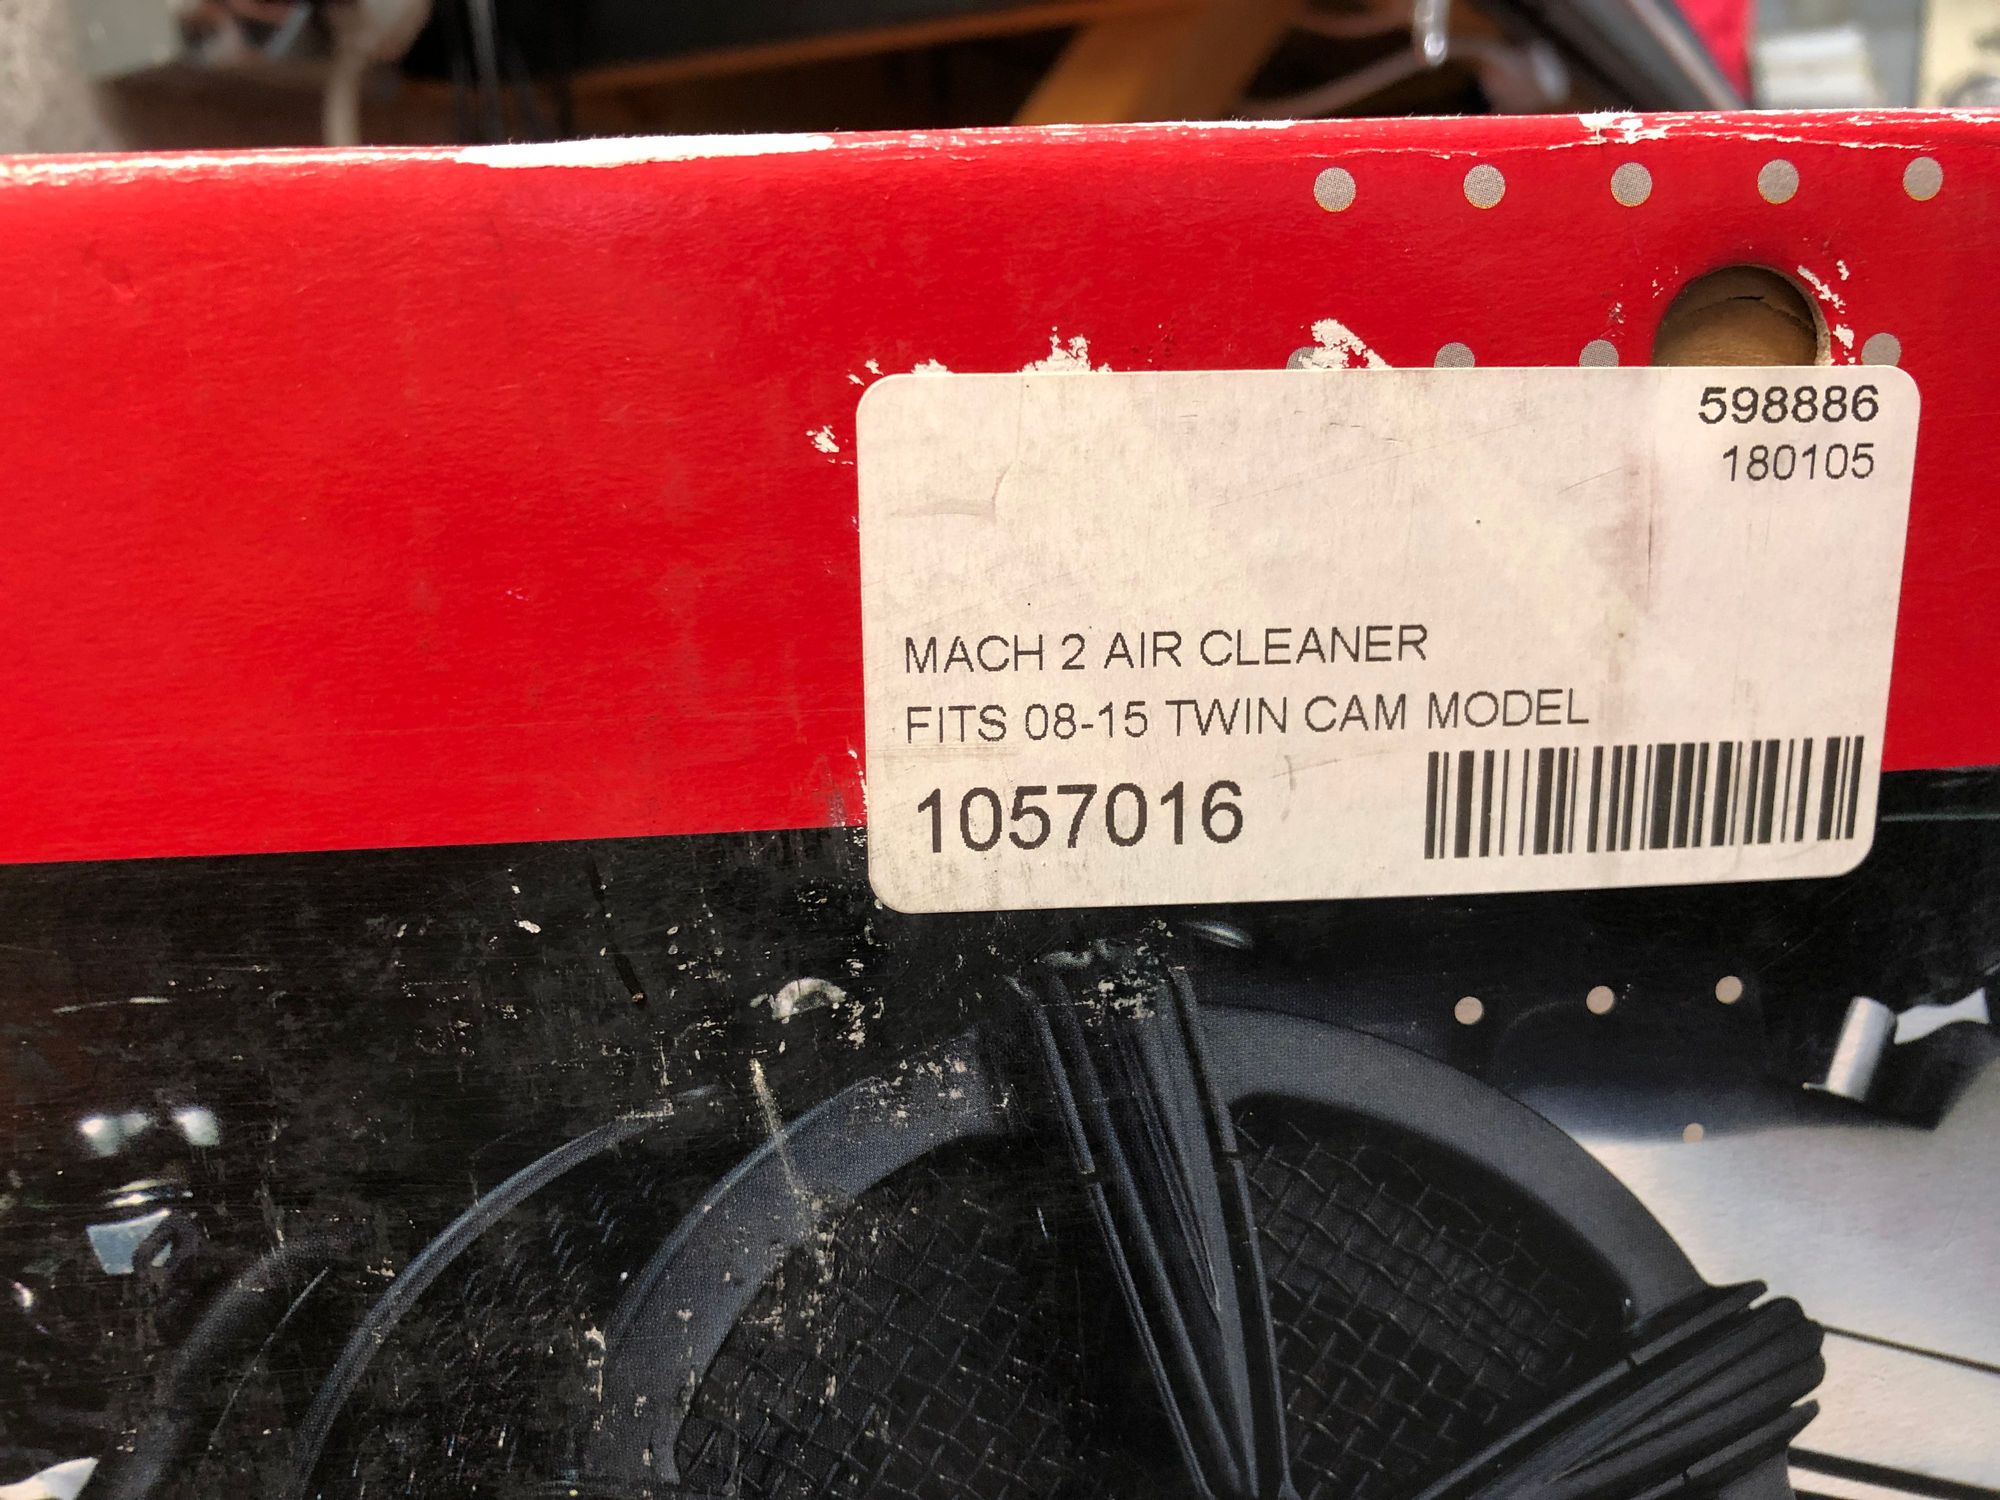 598886
180105
MACH 2 AIR CLEANER
FITS 08-15 TWIN CAM MODEL
1057016